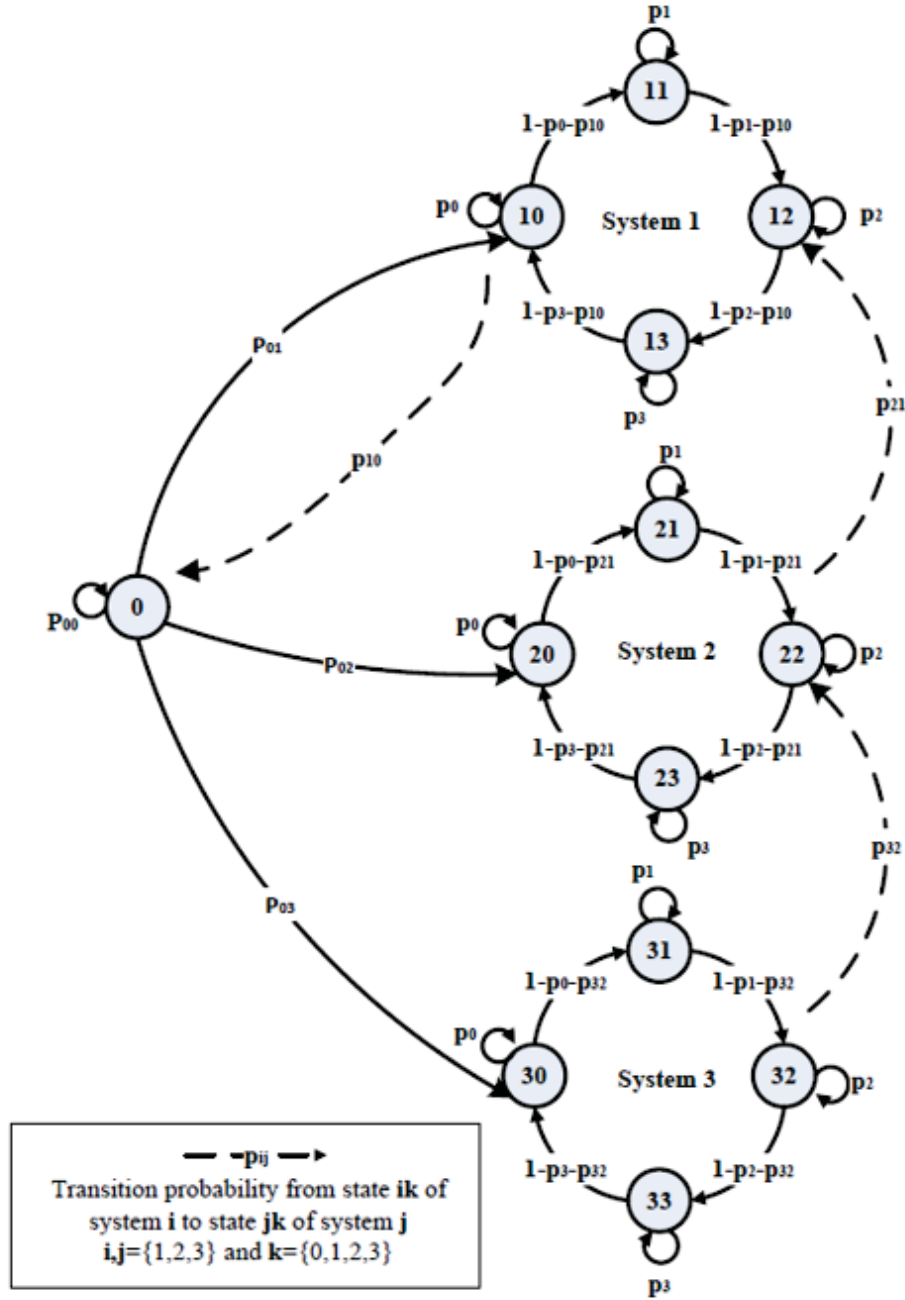 p1
11
1-p0-p10
1-p1-p10
p0
10
System 1
12
p2
1-p3-p10
1-p2-p10
13
p3
P01
p10
p21
p1
21
1-p0-p21
1-p1-p21
P00
0
p0
20
System 2
22
p2
P02
1-p3-p21
1-p2-p21
23
p3
p32
P03
p1
31
1-p0-p32
1-p1-p32
p0
30
System 3
32
p2
1-p3-p32
1-p2-p32
33
p3
pij
Transition probability from state ik of
system i to state jk of system j
i,j={1,2,3} and k={0,1,2,3}